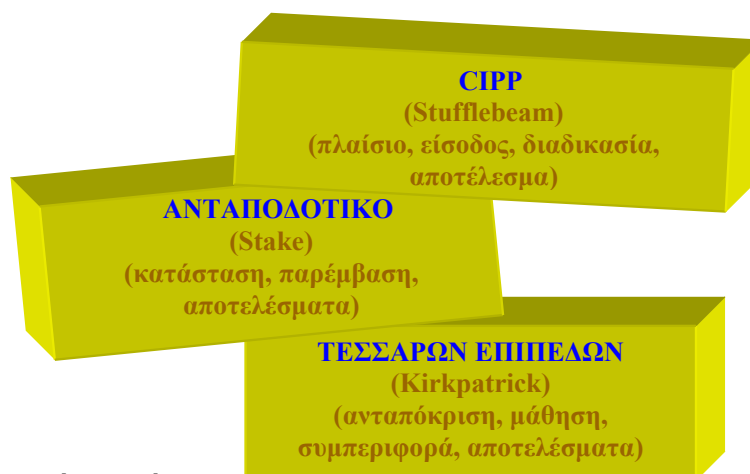 CIPP
(Stufflebeam)
(πλαίσιο, είσοδος, διαδικασία,
αποτέλεσμα)
ΑΝΤΑΠΟΔΟΤΙΚΟ
(Stake)
(κατάσταση, παρέμβαση,
αποτελέσματα)
ΤΕΣΣΑΡΩΝ ΕΠΙΠΕΔΩΝ
(Kirkpatrick)
(ανταπόκριση, μάθηση,
συμπεριφορά, αποτελέσματα)